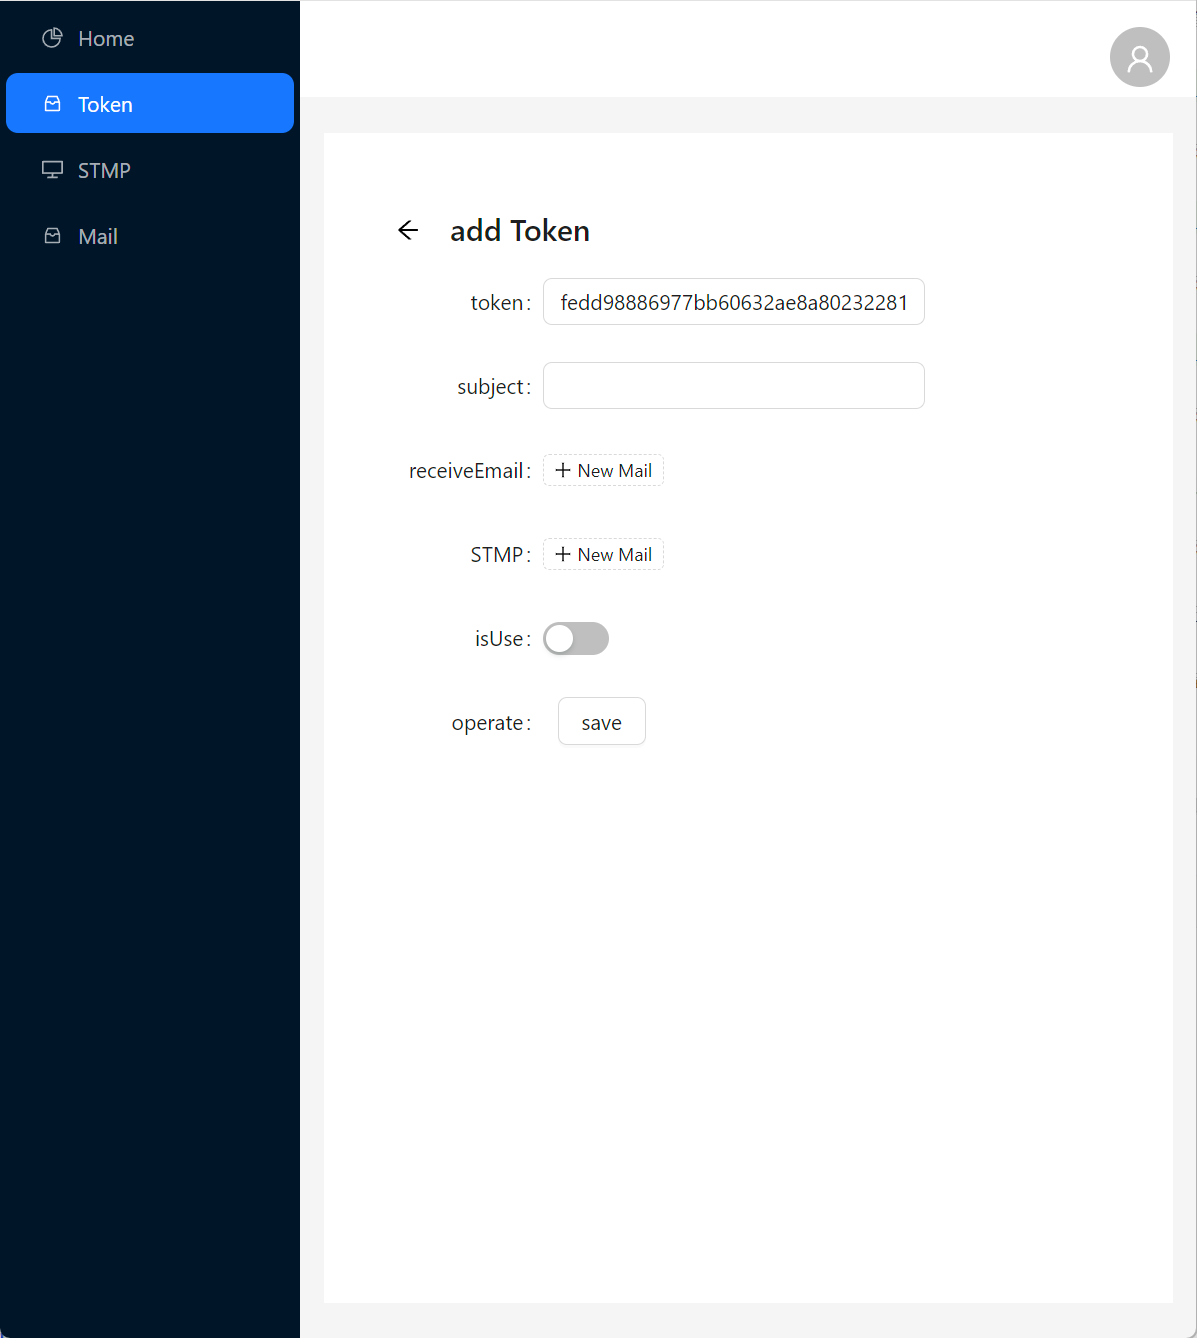 Home
Token
STMP
Mail
add Token
token: fedd98886977bb60632ae8a80232281
subject:
receiveEmail: + New Mail
STMP: + New Mail
isUse:
operate: save